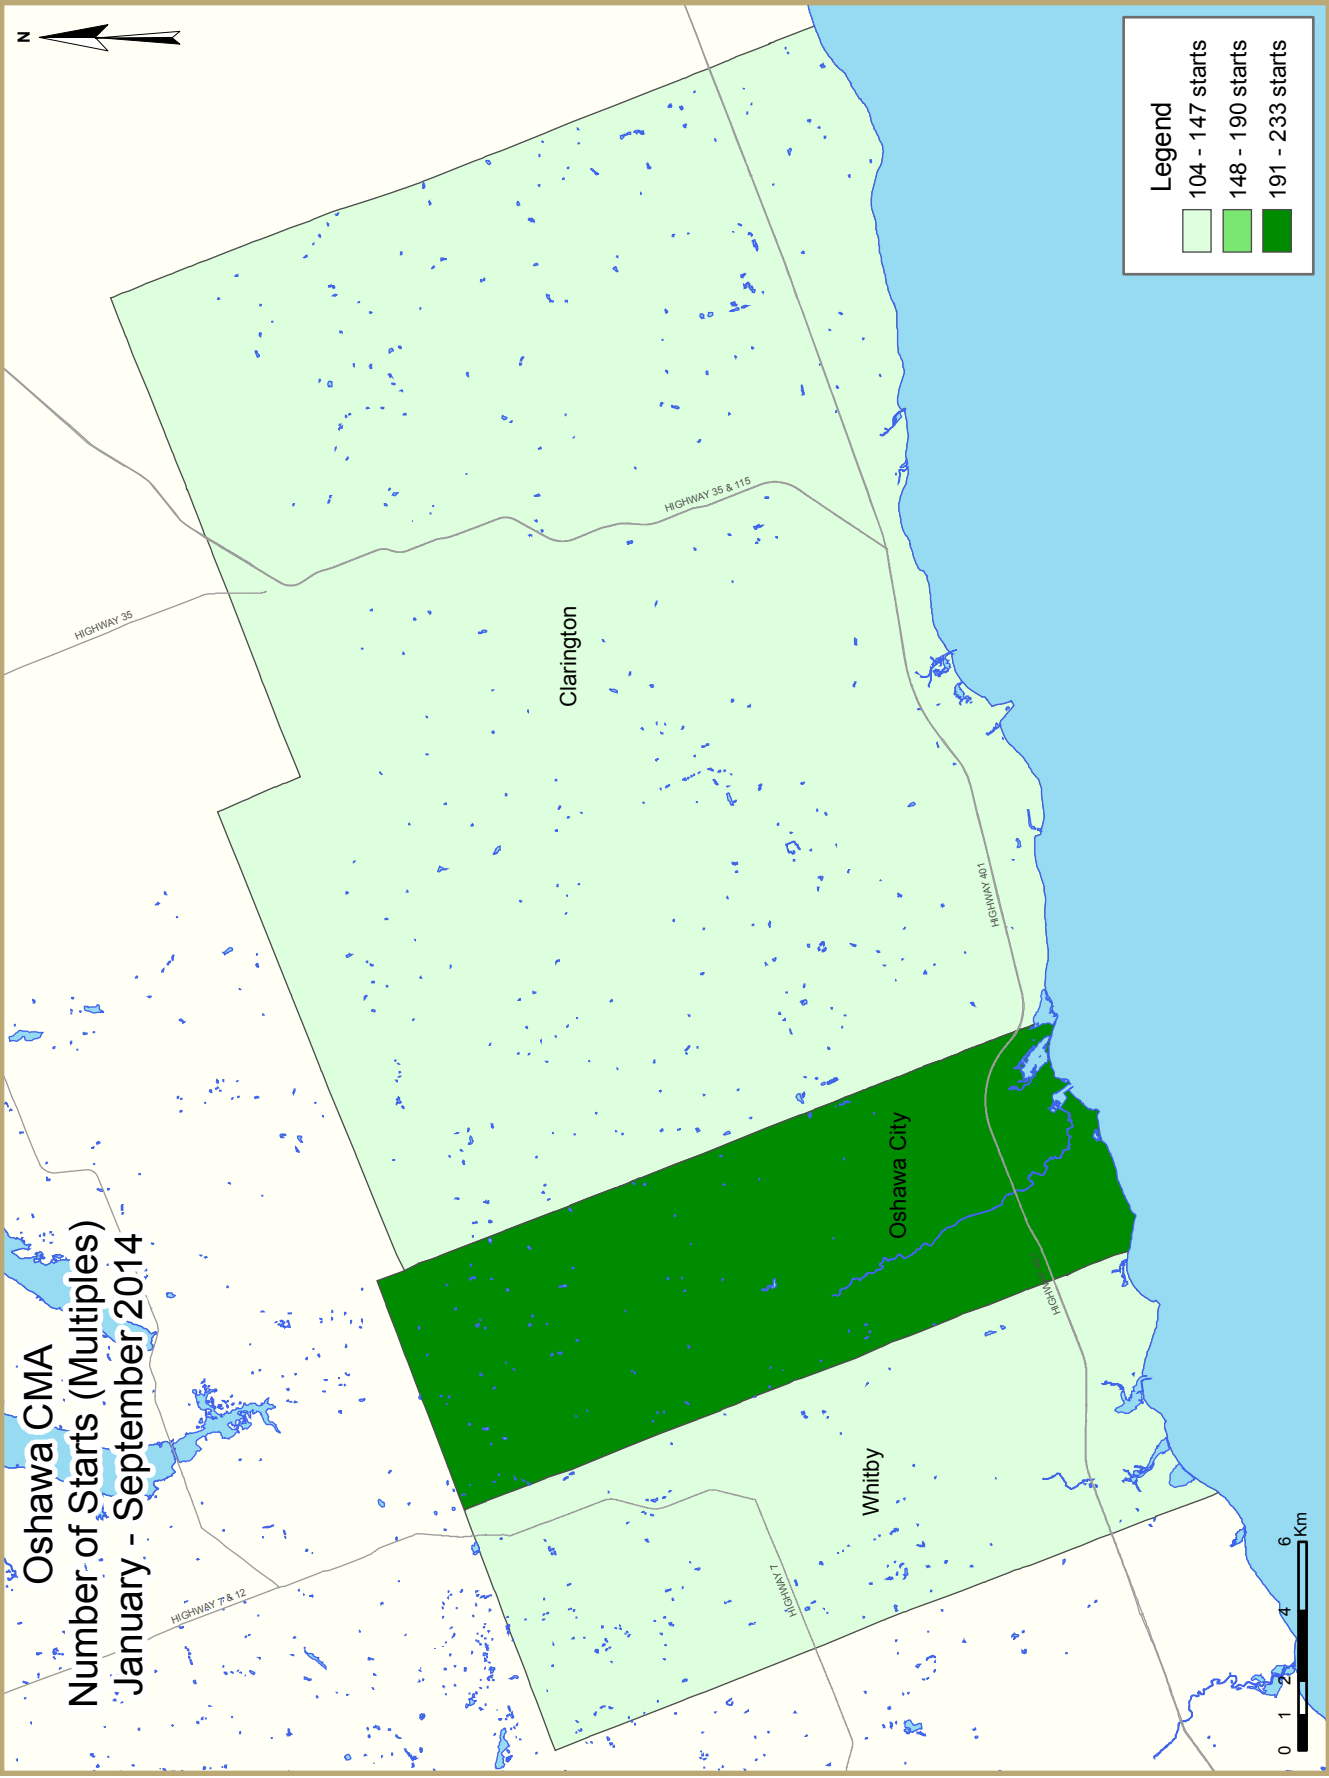 Oshawa CMA
Number of Starts (Multiples)
January - September 2014
N
HIGHWAY 7 & 12
HIGHWAY 35
HIGHWAY 35 & 115
Clarington
HIGHWAY 7
Whitby
Oshawa City
HIGHWAY 401
Legend
104 - 147 starts
148 - 190 starts
191 - 233 starts
0 1 2 4 6
Km